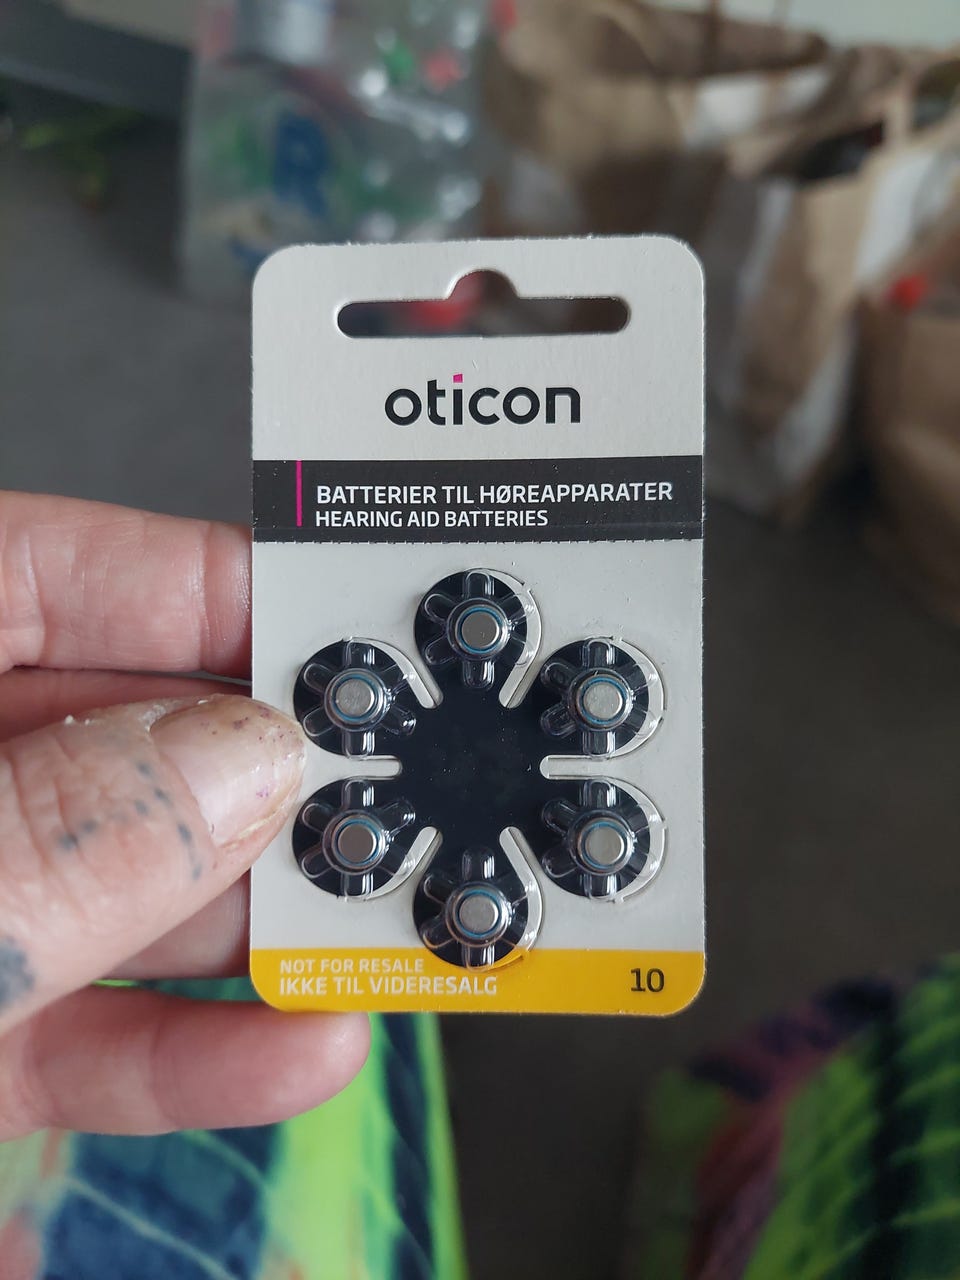 oticon
BATTERIER TIL HØREAPPARATER
HEARING AID BATTERIES
NOT FOR RESALE
IKKE TIL VIDERESALG
10
R